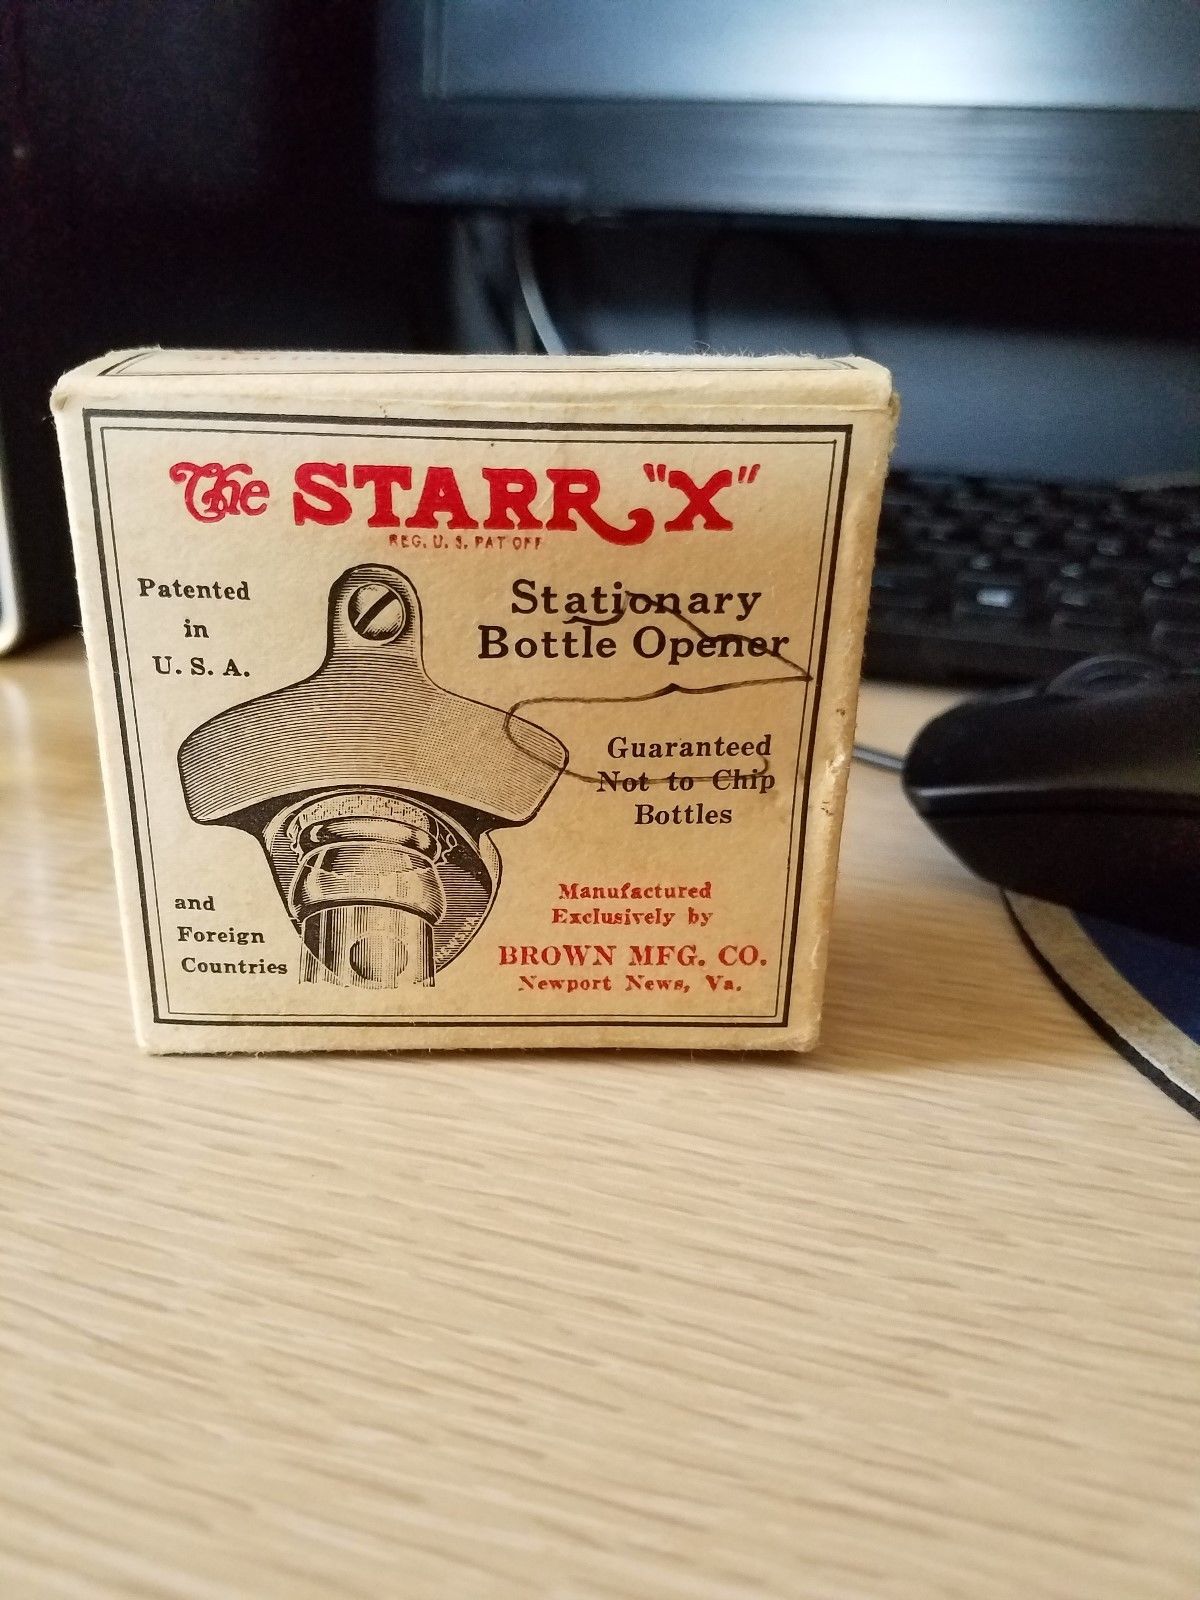 The STARR "X"
REG. U. S. PAT OFF
Patented
in
U. S. A.
Stationary
Bottle Opener
Guaranteed
Not to Chip
Bottles
and
Foreign
Countries
Manufactured
Exclusively by
BROWN MFG. CO.
Newport News, Va.